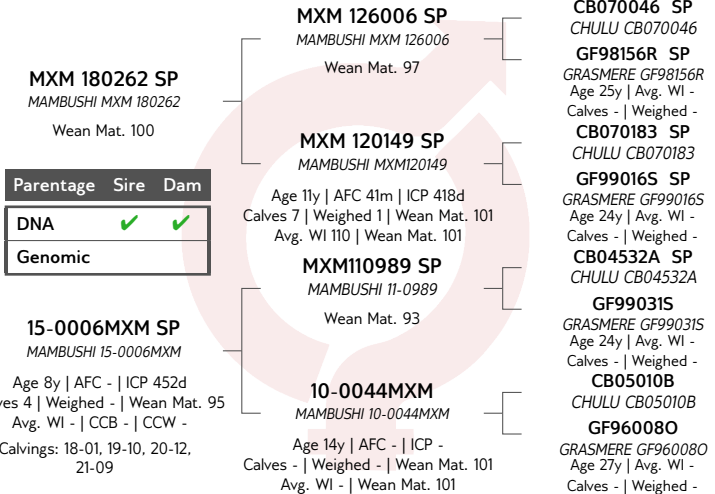 MXM 180262 SP
MAMBUSHI MXM 180262
Wean Mat. 100
Parentage Sire Dam
DNA ✔ ✔
Genomic
15-0006MXM SP
MAMBUSHI 15-0006MXM
Age 8y | AFC - | ICP 452d
ves 4 | Weighed - | Wean Mat. 95
Avg. WI - | CCB - | CCW -
Calvings: 18-01, 19-10, 20-12,
21-09
MXM 126006 SP
MAMBUSHI MXM 126006
Wean Mat. 97
MXM 120149 SP
MAMBUSHI MXM120149
Age 11y | AFC 41m | ICP 418d
Calves 7 | Weighed 1 | Wean Mat. 101
Avg. WI 110 | Wean Mat. 101
MXM110989 SP
MAMBUSHI 11-0989
Wean Mat. 93
10-0044MXM
MAMBUSHI 10-0044MXM
Age 14y | AFC - | ICP -
Calves - | Weighed - | Wean Mat. 101
Avg. WI - | Wean Mat. 101
CB070046 SP
CHULU CB070046
GF98156R SP
GRASMERE GF98156R
Age 25y | Avg. WI -
Calves - | Weighed -
CB070183 SP
CHULU CB070183
GF99016S SP
GRASMERE GF99016S
Age 24y | Avg. WI -
Calves - | Weighed -
CB04532A SP
CHULU CB04532A
GF99031S
GRASMERE GF99031S
Age 24y | Avg. WI -
Calves - | Weighed -
CB05010B
CHULU CB05010B
GF96008O
GRASMERE GF96008O
Age 27y | Avg. WI -
Calves - | Weighed -